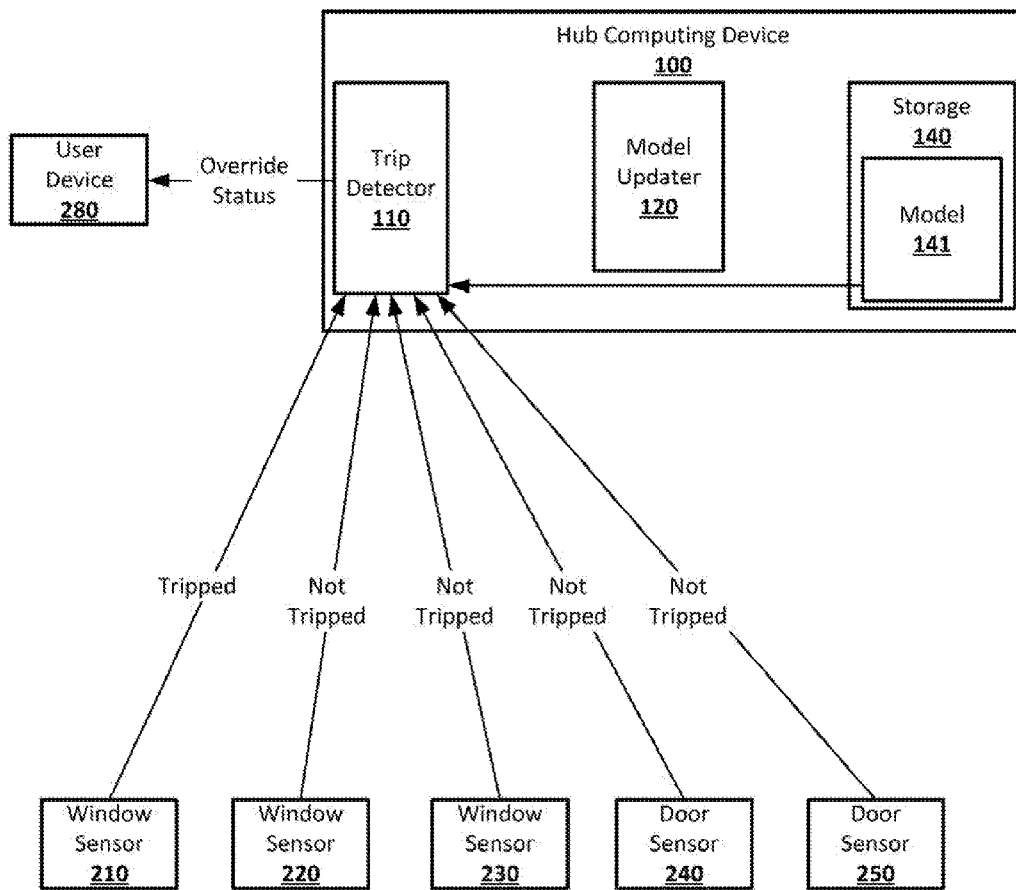 Hub Computing Device
100
User
Device
280
Override
Status
Trip
Detector
110
Model
Updater
120
Storage
140
Model
141
Tripped
Not
Tripped
Not
Tripped
Not
Tripped
Not
Tripped
Window
Sensor
210
Window
Sensor
220
Window
Sensor
230
Door
Sensor
240
Door
Sensor
250